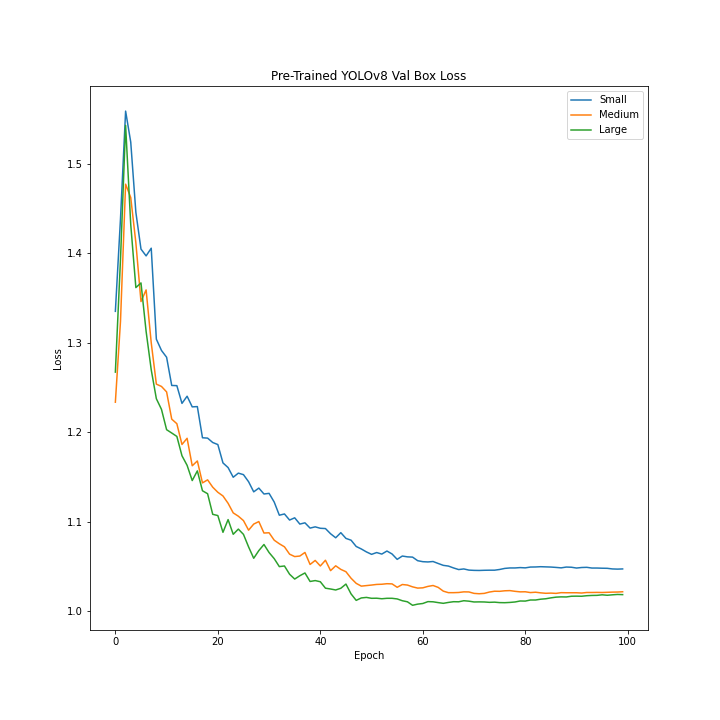 Pre-Trained YOLOv8 Val Box Loss
Small
Medium
Large
Loss
1.5
1.4
1.3
1.2
1.1
1.0
0 20 40 60 80 100
Epoch